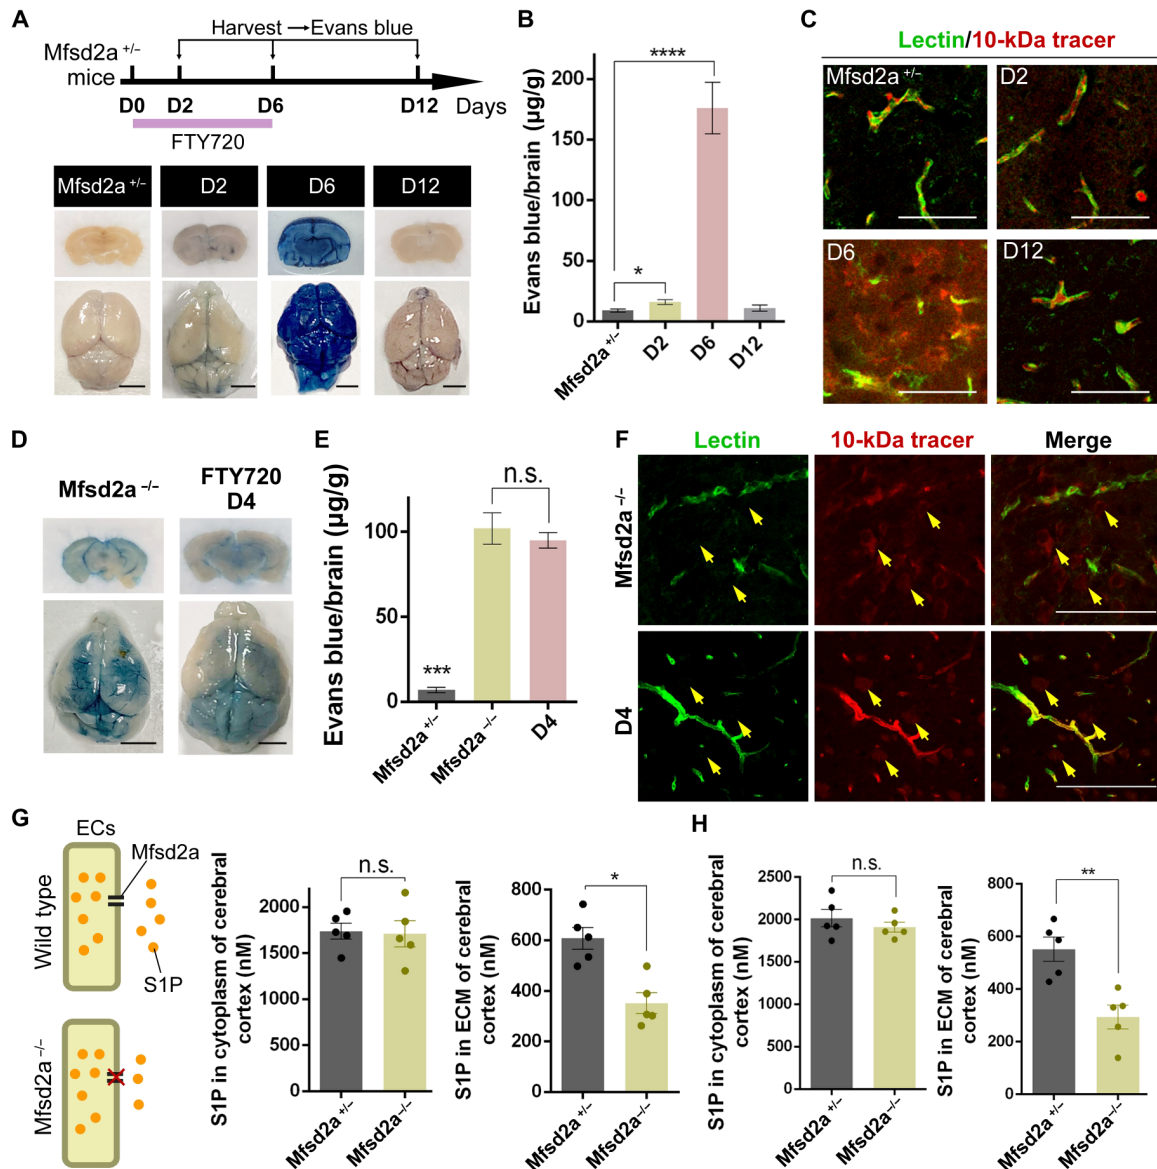 A
Harvest → Evans blue
Mfsd2a +/–
mice
D0 D2 D6 D12 Days
FTY720
Mfsd2a +/– D2 D6 D12
B
Evans blue/brain (µg/g)
200
150
100
50
0
****
*
Mfsd2a +/– D2 D6 D12
C
Lectin/10-kDa tracer
Mfsd2a +/– D2
D6 D12
D
Mfsd2a –/– FTY720
D4
E
Evans blue/brain (µg/g)
100
50
0
n.s.
***
Mfsd2a +/– Mfsd2a –/– D4
F
Lectin 10-kDa tracer Merge
Mfsd2a –/–
D4
G
ECs
Mfsd2a
Wild type
S1P
Mfsd2a –/–
S1P in cytoplasm of cerebral
cortex (nM)
2000
1500
1000
500
0
n.s.
Mfsd2a +/– Mfsd2a –/–
S1P in ECM of cerebral
cortex (nM)
800
600
400
200
0
*
Mfsd2a +/– Mfsd2a –/–
H
S1P in cytoplasm of cerebral
cortex (nM)
2500
2000
1500
1000
500
0
n.s.
Mfsd2a +/– Mfsd2a –/–
S1P in ECM of cerebral
cortex (nM)
800
600
400
200
0
**
Mfsd2a +/– Mfsd2a –/–